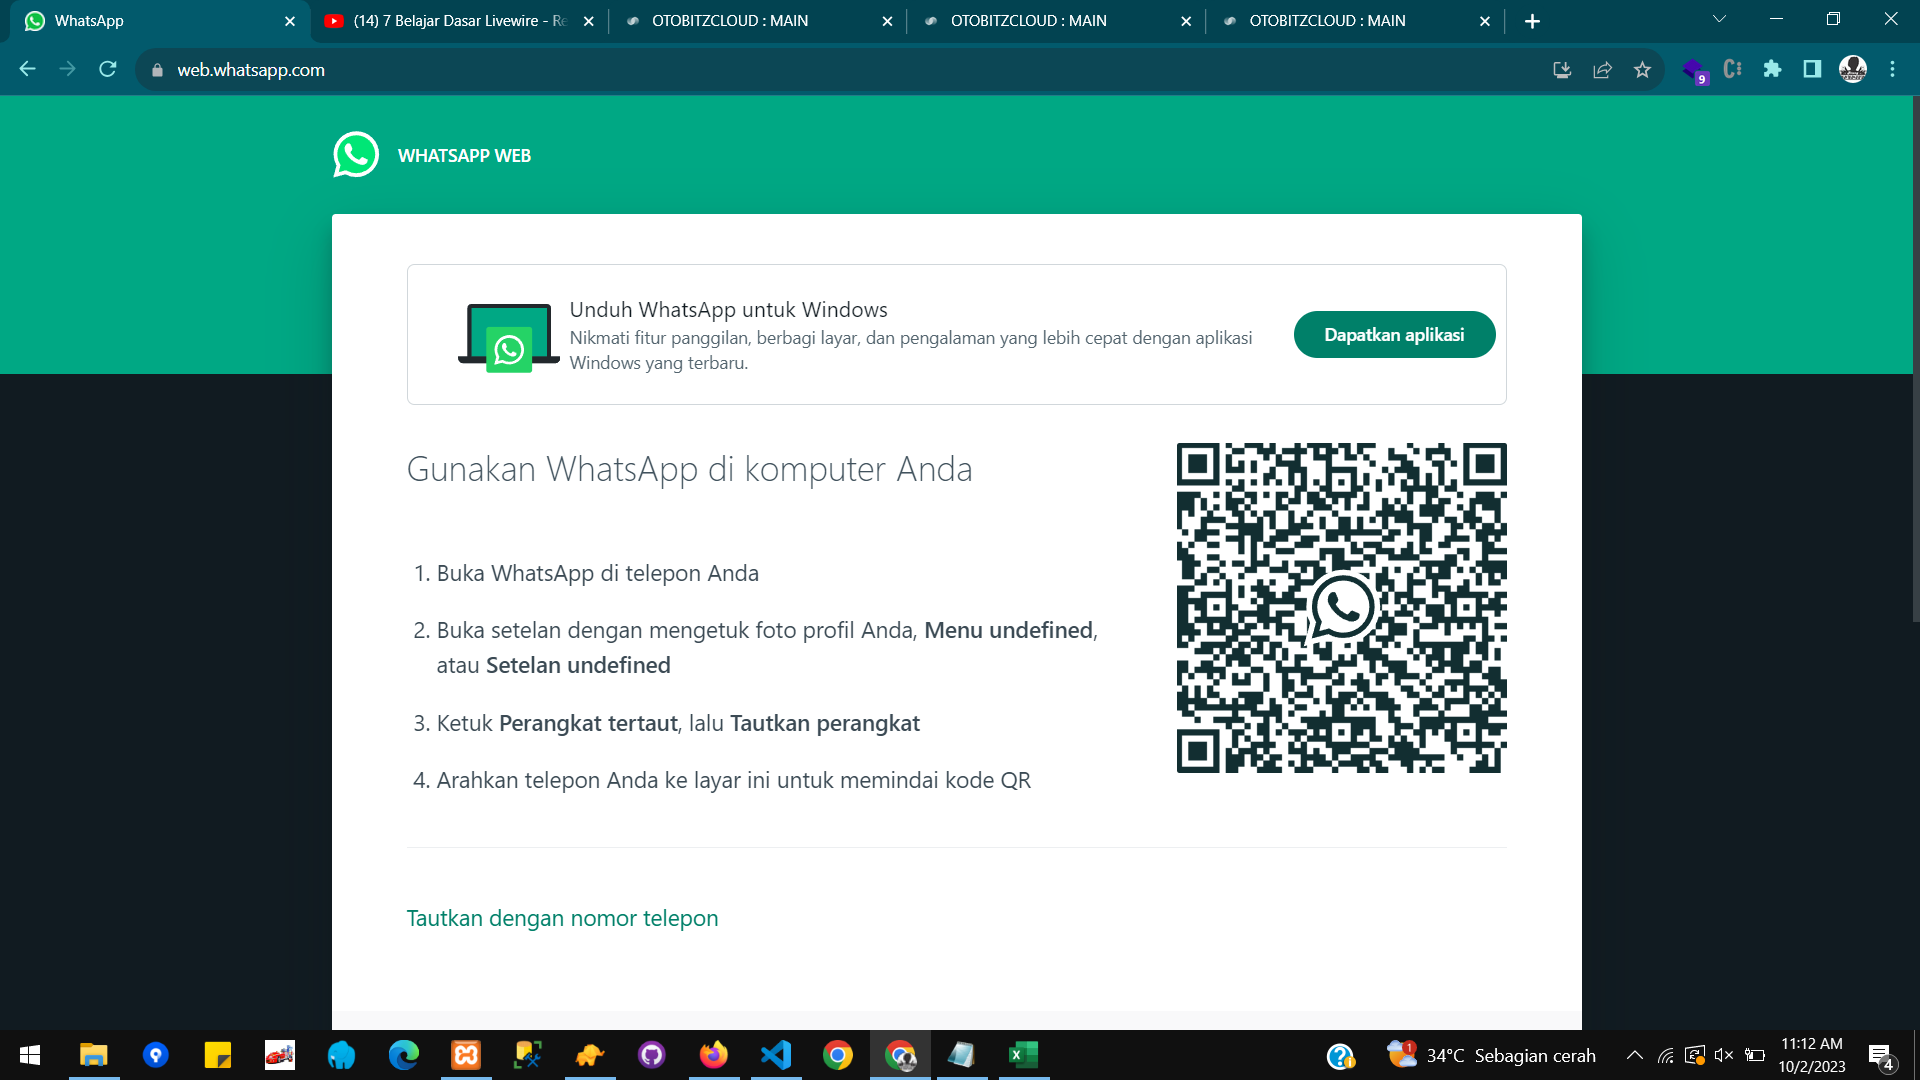 WhatsApp
(14) 7 Belajar Dasar Livewire - Re
OTOBITZCLOUD : MAIN
OTOBITZCLOUD : MAIN
OTOBITZCLOUD : MAIN
web.whatsapp.com
9
WHATSAPP WEB
Unduh WhatsApp untuk Windows
Nikmati fitur panggilan, berbagi layar, dan pengalaman yang lebih cepat dengan aplikasi
Windows yang terbaru.
Dapatkan aplikasi
Gunakan WhatsApp di komputer Anda
1. Buka WhatsApp di telepon Anda
2. Buka setelan dengan mengetuk foto profil Anda, Menu undefined,
atau Setelan undefined
3. Ketuk Perangkat tertaut, lalu Tautkan perangkat
4. Arahkan telepon Anda ke layar ini untuk memindai kode QR
Tautkan dengan nomor telepon
1
34°C Sebagian cerah
11:12 AM
10/2/2023
4